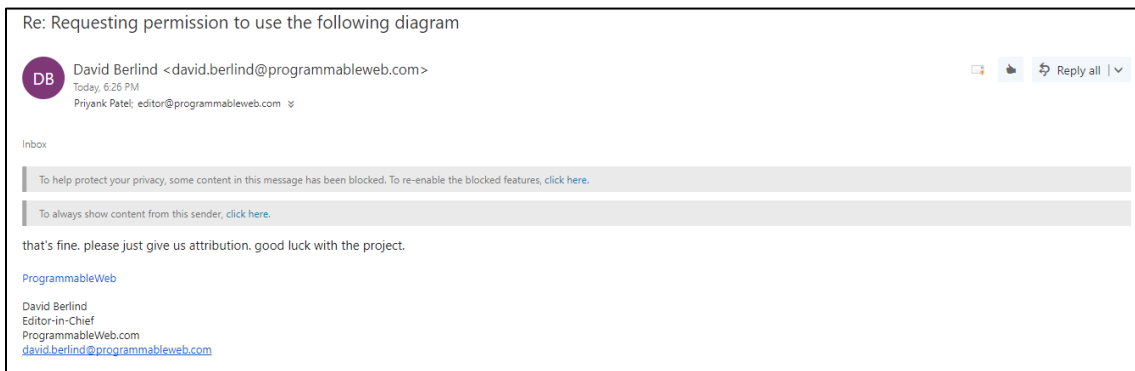 Re: Requesting permission to use the following diagram
DB
David Berlind <david.berlind@programmableweb.com>
Reply all
Today, 6:26 PM
Priyank Patel; editor@programmableweb.com
Inbox
To help protect your privacy, some content in this message has been blocked. To re-enable the blocked features, click here.
To always show content from this sender, click here.
that's fine. please just give us attribution. good luck with the project.
ProgrammableWeb
David Berlind
Editor-in-Chief
ProgrammableWeb.com
david.berlind@programmableweb.com